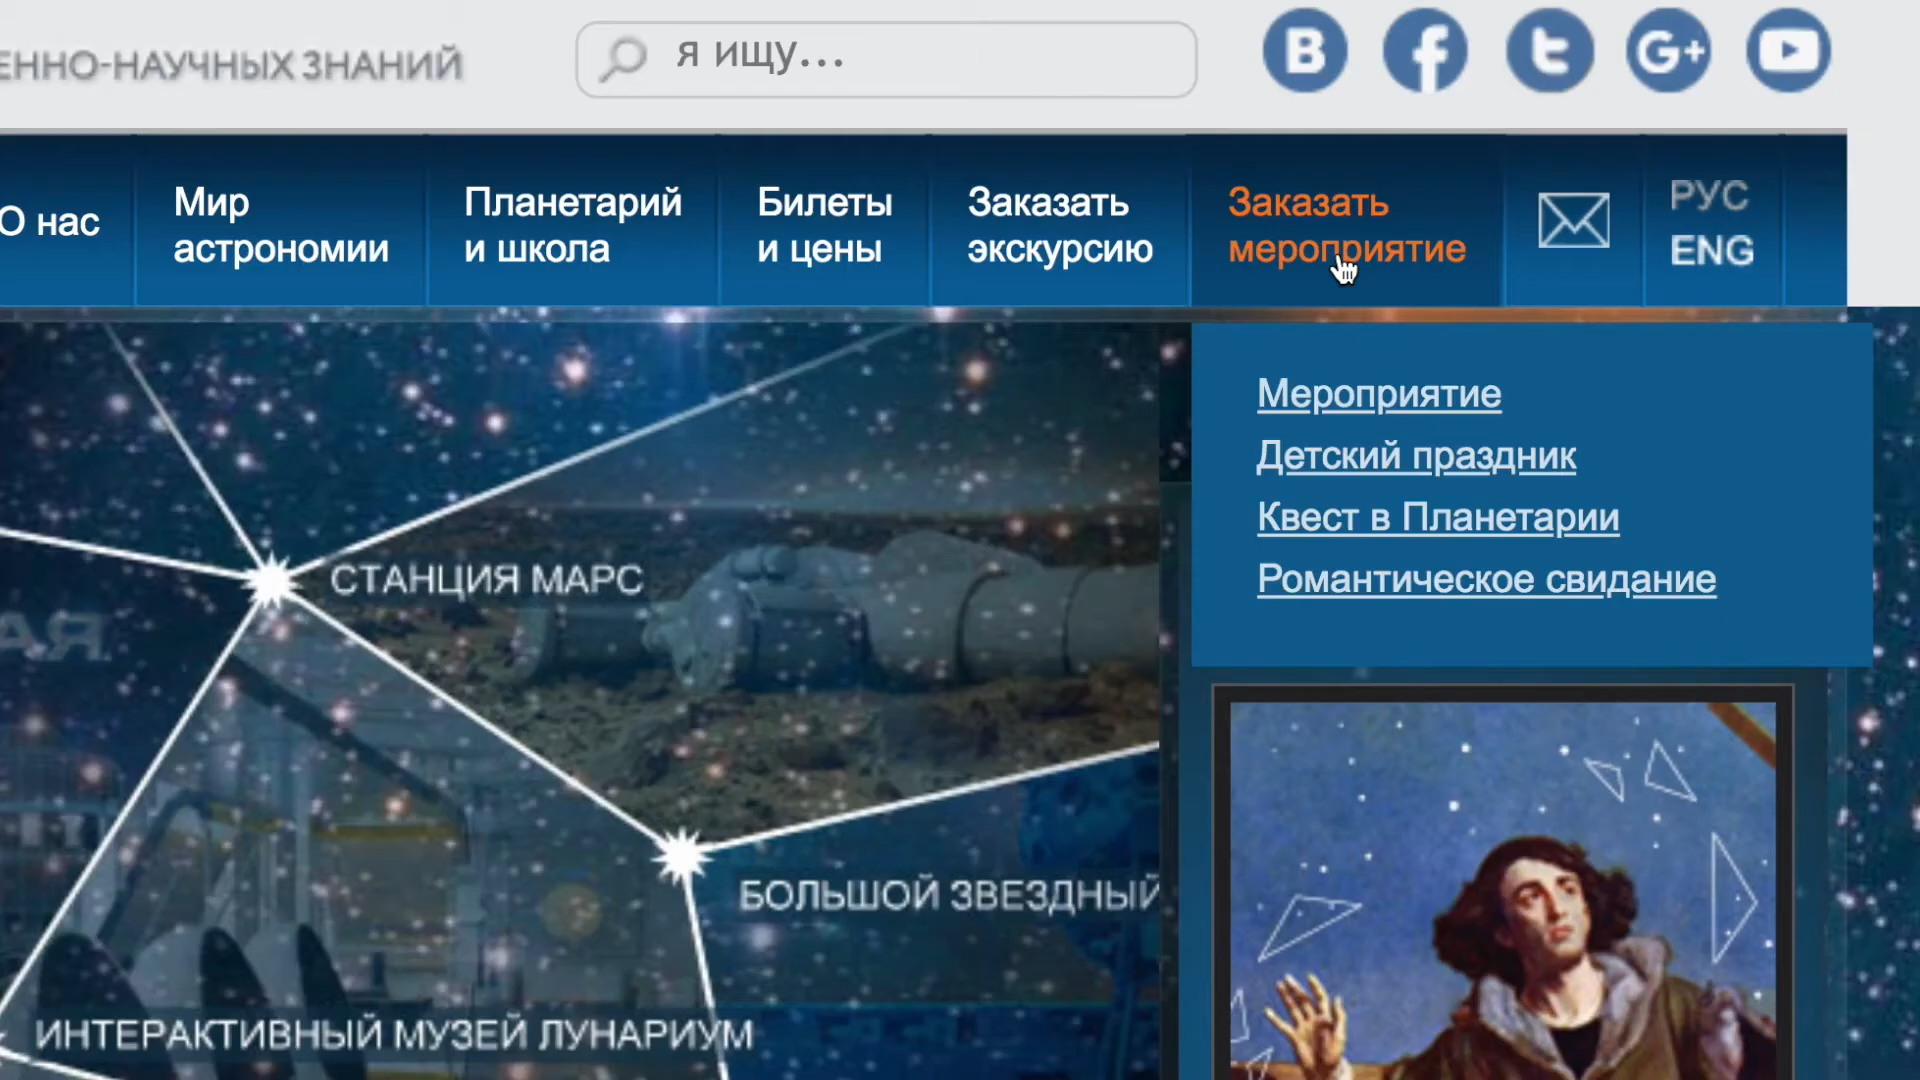 ЕННО-НАУЧНЫХ ЗНАНИЙ
я ищу...
О нас
Мир
астрономии
Планетарий
и школа
Билеты
и цены
Заказать
экскурсию
Заказать
мероприятие
РУС
ENG
Мероприятие
Детский праздник
Квест в Планетарии
Романтическое свидание
СТАНЦИЯ МАРС
АЯ
БОЛЬШОЙ ЗВЕЗДНЫЙ
ИНТЕРАКТИВНЫЙ МУЗЕЙ ЛУНАРИУМ